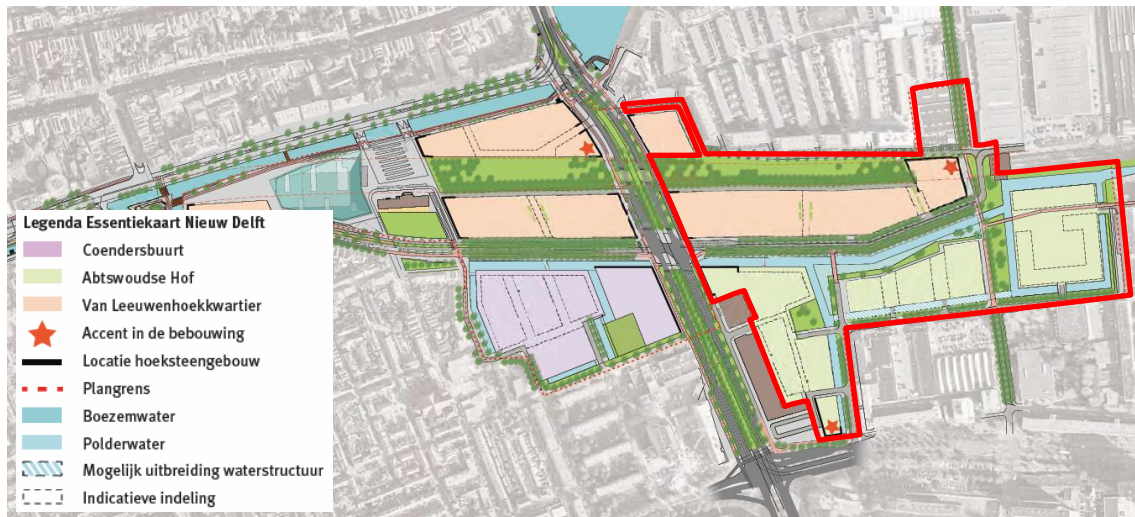 Legenda Essentiekaart Nieuw Delft
Coendersbuurt
Abtswoudse Hof
Van Leeuwenhoekkwartier
Accent in de bebouwing
Locatie hoeksteengebouw
Plangrens
Boezemwater
Polderwater
Mogelijk uitbreiding waterstructuur
Indicatieve indeling